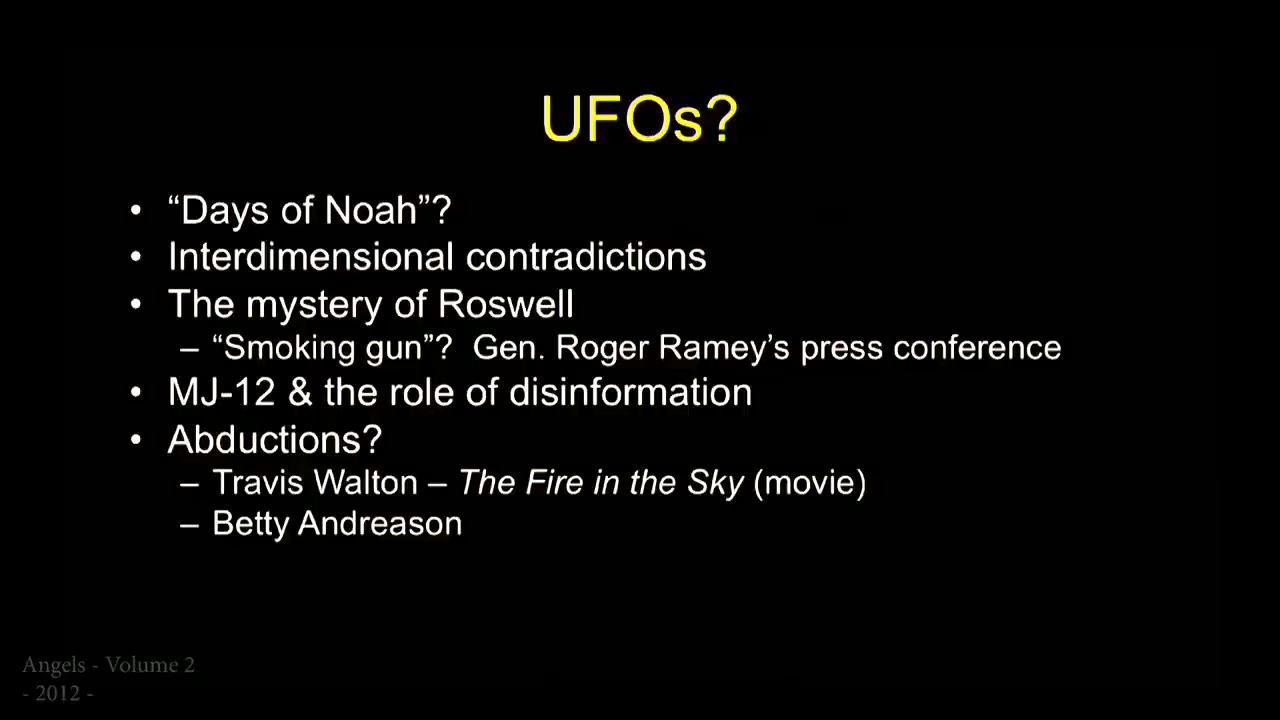 UFOs?
• “Days of Noah”?
• Interdimensional contradictions
• The mystery of Roswell
– “Smoking gun”?  Gen. Roger Ramey’s press conference
• MJ-12 & the role of disinformation
• Abductions?
– Travis Walton – The Fire in the Sky (movie)
– Betty Andreason
Angels - Volume 2
- 2012 -